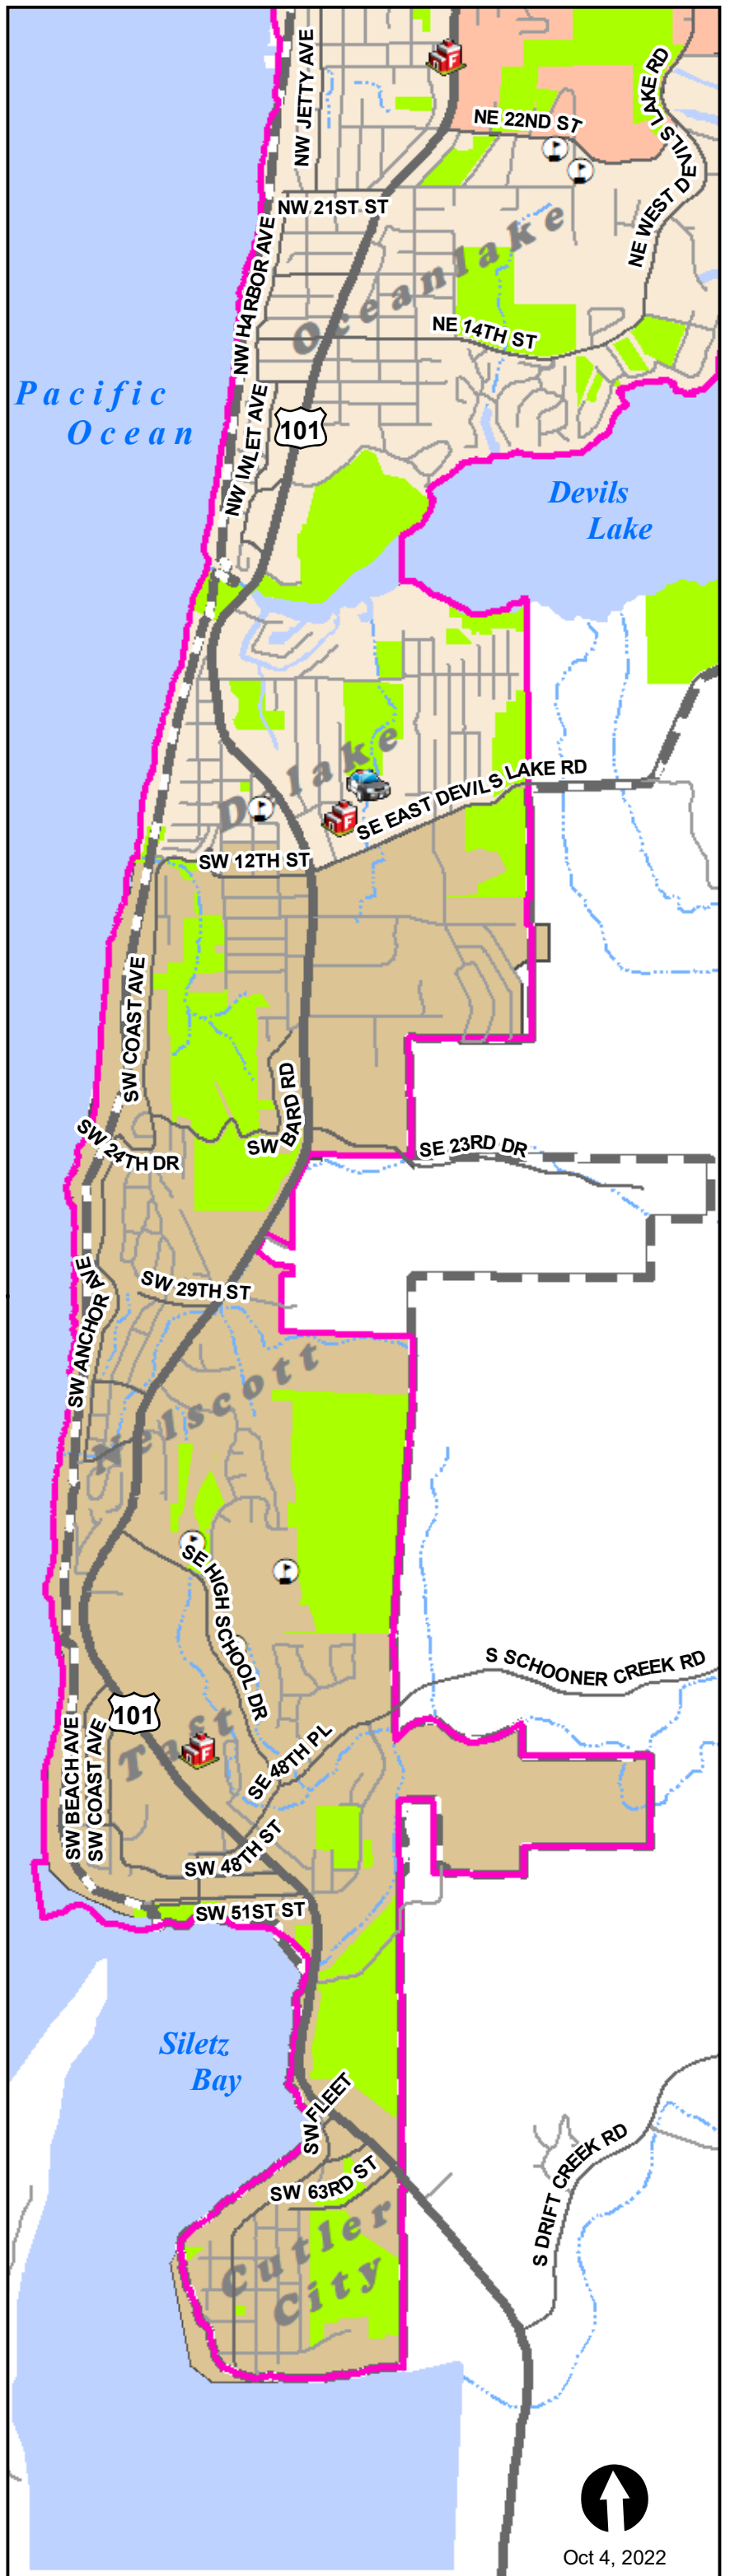 NW JETTY AVE
NE 22ND ST
NE WEST DEVILS LAKE RD
NW 21ST ST
NW HARBOR AVE
Oceanlake
NE 14TH ST
Pacific
Ocean
NW INLET AVE
101
Devils
Lake
Delake
SE EAST DEVILS LAKE RD
F
F
SW 12TH ST
SW COAST AVE
SW BARD RD
SW 24TH DR
SE 23RD DR
SW ANCHOR AVE
SW 29TH ST
Nelscott
SE HIGH SCHOOL DR
S SCHOONER CREEK RD
101
Taft
F
SE 48TH PL
SW BEACH AVE
SW COAST AVE
SW 48TH ST
SW 51ST ST
Siletz
Bay
SW FLEET
SW 63RD ST
S DRIFT CREEK RD
Cutler
City
Oct 4, 2022